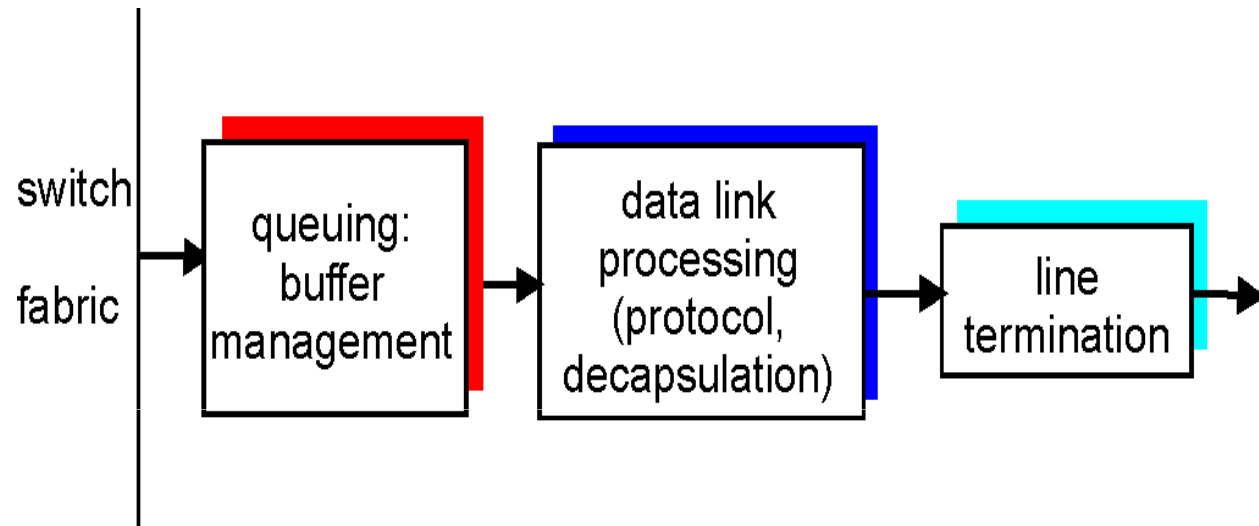 switch
fabric
queuing:
buffer
management
data link
processing
(protocol,
decapsulation)
line
termination